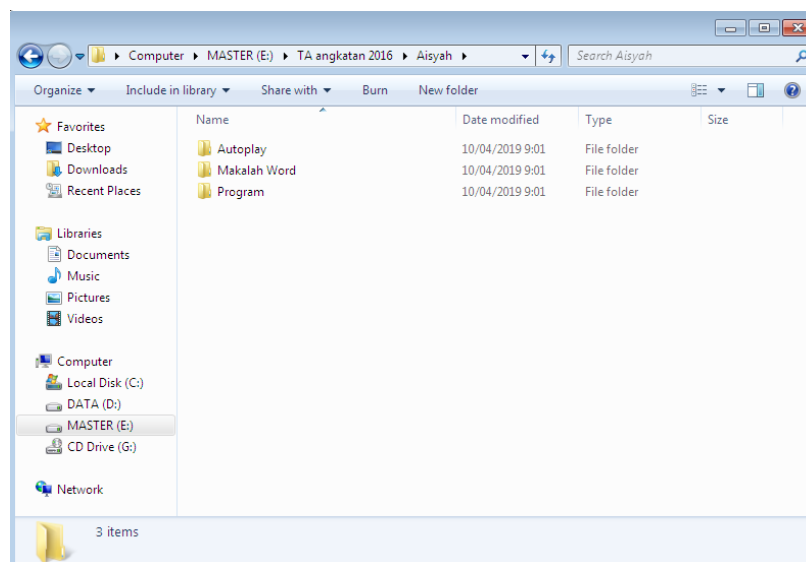 Computer MASTER (E:) TA angkatan 2016 Aisyah Search Aisyah
Organize Include in library Share with Burn New folder
Name Date modified Type Size
Autoplay 10/04/2019 9:01 File folder
Makalah Word 10/04/2019 9:01 File folder
Program 10/04/2019 9:01 File folder
Favorites
Desktop
Downloads
Recent Places
Libraries
Documents
Music
Pictures
Videos
Computer
Local Disk (C:)
DATA (D:)
MASTER (E:)
CD Drive (G:)
Network
3 items